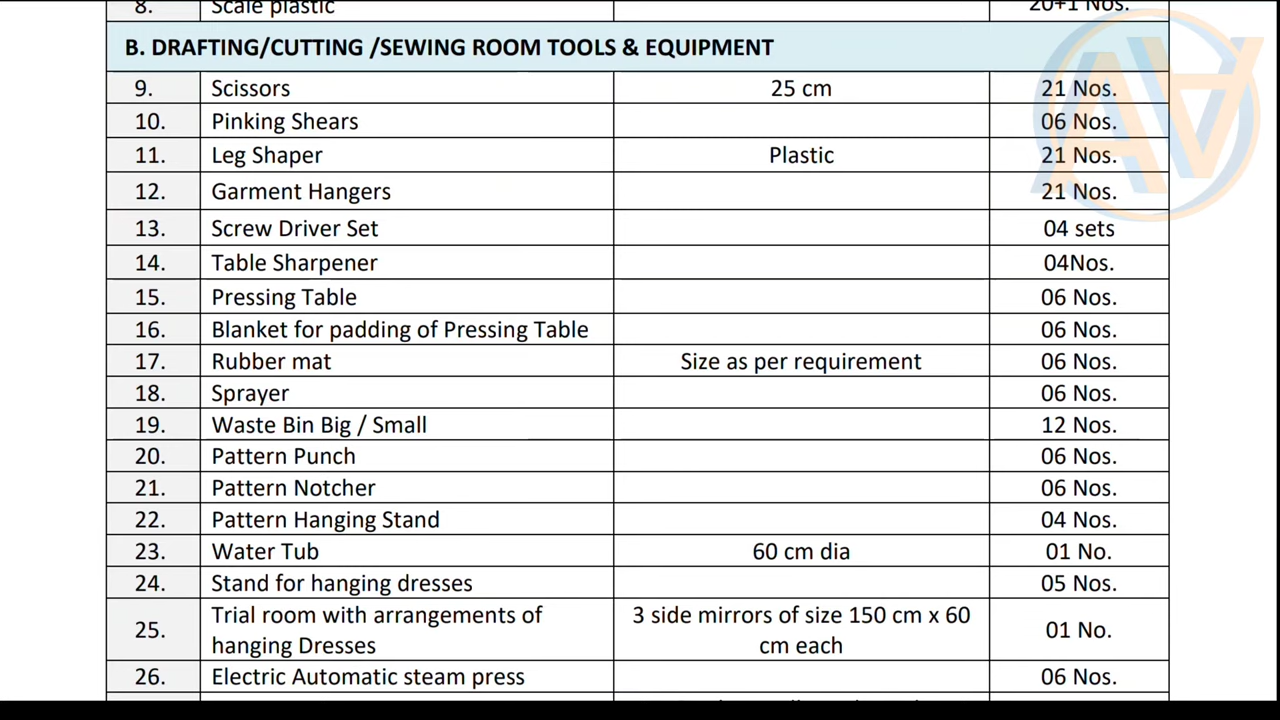 8. Scale plastic 20+1 Nos.
B. DRAFTING/CUTTING /SEWING ROOM TOOLS & EQUIPMENT
9. Scissors 25 cm 21 Nos.
10. Pinking Shears 06 Nos.
11. Leg Shaper Plastic 21 Nos.
12. Garment Hangers 21 Nos.
13. Screw Driver Set 04 sets
14. Table Sharpener 04Nos.
15. Pressing Table 06 Nos.
16. Blanket for padding of Pressing Table 06 Nos.
17. Rubber mat Size as per requirement 06 Nos.
18. Sprayer 06 Nos.
19. Waste Bin Big / Small 12 Nos.
20. Pattern Punch 06 Nos.
21. Pattern Notcher 06 Nos.
22. Pattern Hanging Stand 04 Nos.
23. Water Tub 60 cm dia 01 No.
24. Stand for hanging dresses 05 Nos.
25. Trial room with arrangements of 3 side mirrors of size 150 cm x 60 01 No.
hanging Dresses cm each
26. Electric Automatic steam press 06 Nos.